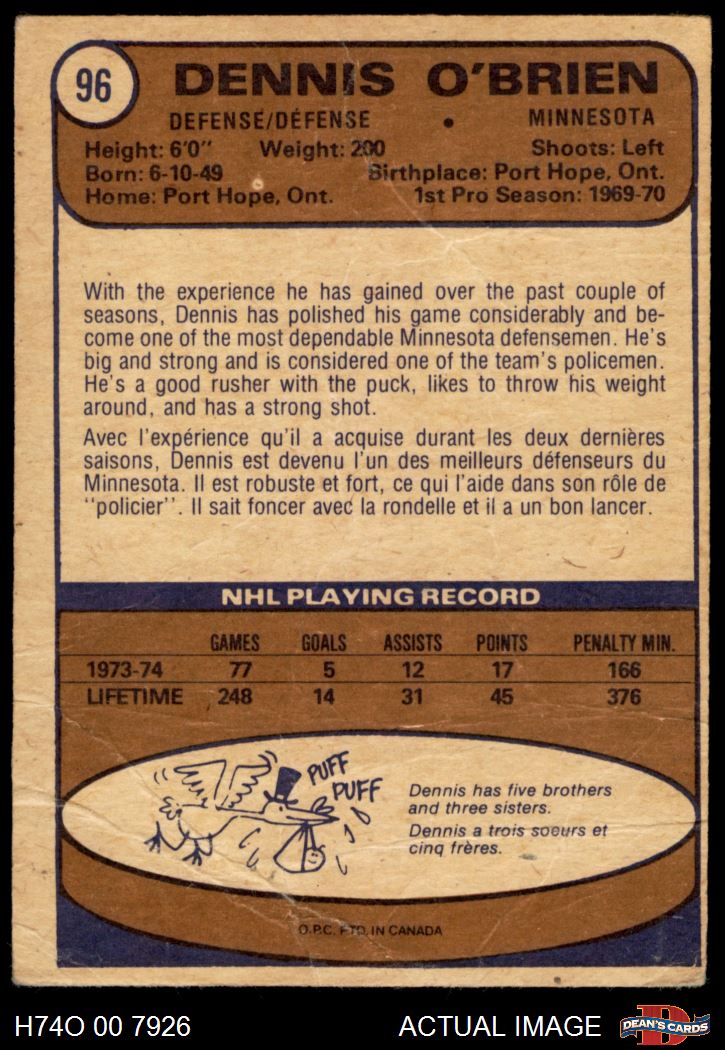 96
DENNIS O'BRIEN
DEFENSE/DÉFENSE • MINNESOTA
Height: 6'0" Weight: 200 Shoots: Left
Born: 6-10-49 Birthplace: Port Hope, Ont.
Home: Port Hope, Ont. 1st Pro Season: 1969-70
With the experience he has gained over the past couple of
seasons, Dennis has polished his game considerably and be-
come one of the most dependable Minnesota defensemen. He's
big and strong and is considered one of the team's policemen.
He's a good rusher with the puck, likes to throw his weight
around, and has a strong shot.
Avec l'expérience qu'il a acquise durant les deux dernières
saisons, Dennis est devenu l'un des meilleurs défenseurs du
Minnesota. Il est robuste et fort, ce qui l'aide dans son rôle de
"policier". Il sait foncer avec la rondelle et il a un bon lancer.
NHL PLAYING RECORD
GAMES GOALS ASSISTS POINTS PENALTY MIN.
1973-74 77 5 12 17 166
LIFETIME 248 14 31 45 376
PUFF
PUFF
Dennis has five brothers
and three sisters.
Dennis a trois soeurs et
cinq frères.
O.P.C. PTD. IN CANADA
H74O 00 7926 ACTUAL IMAGE
D
DEAN'S CARDS